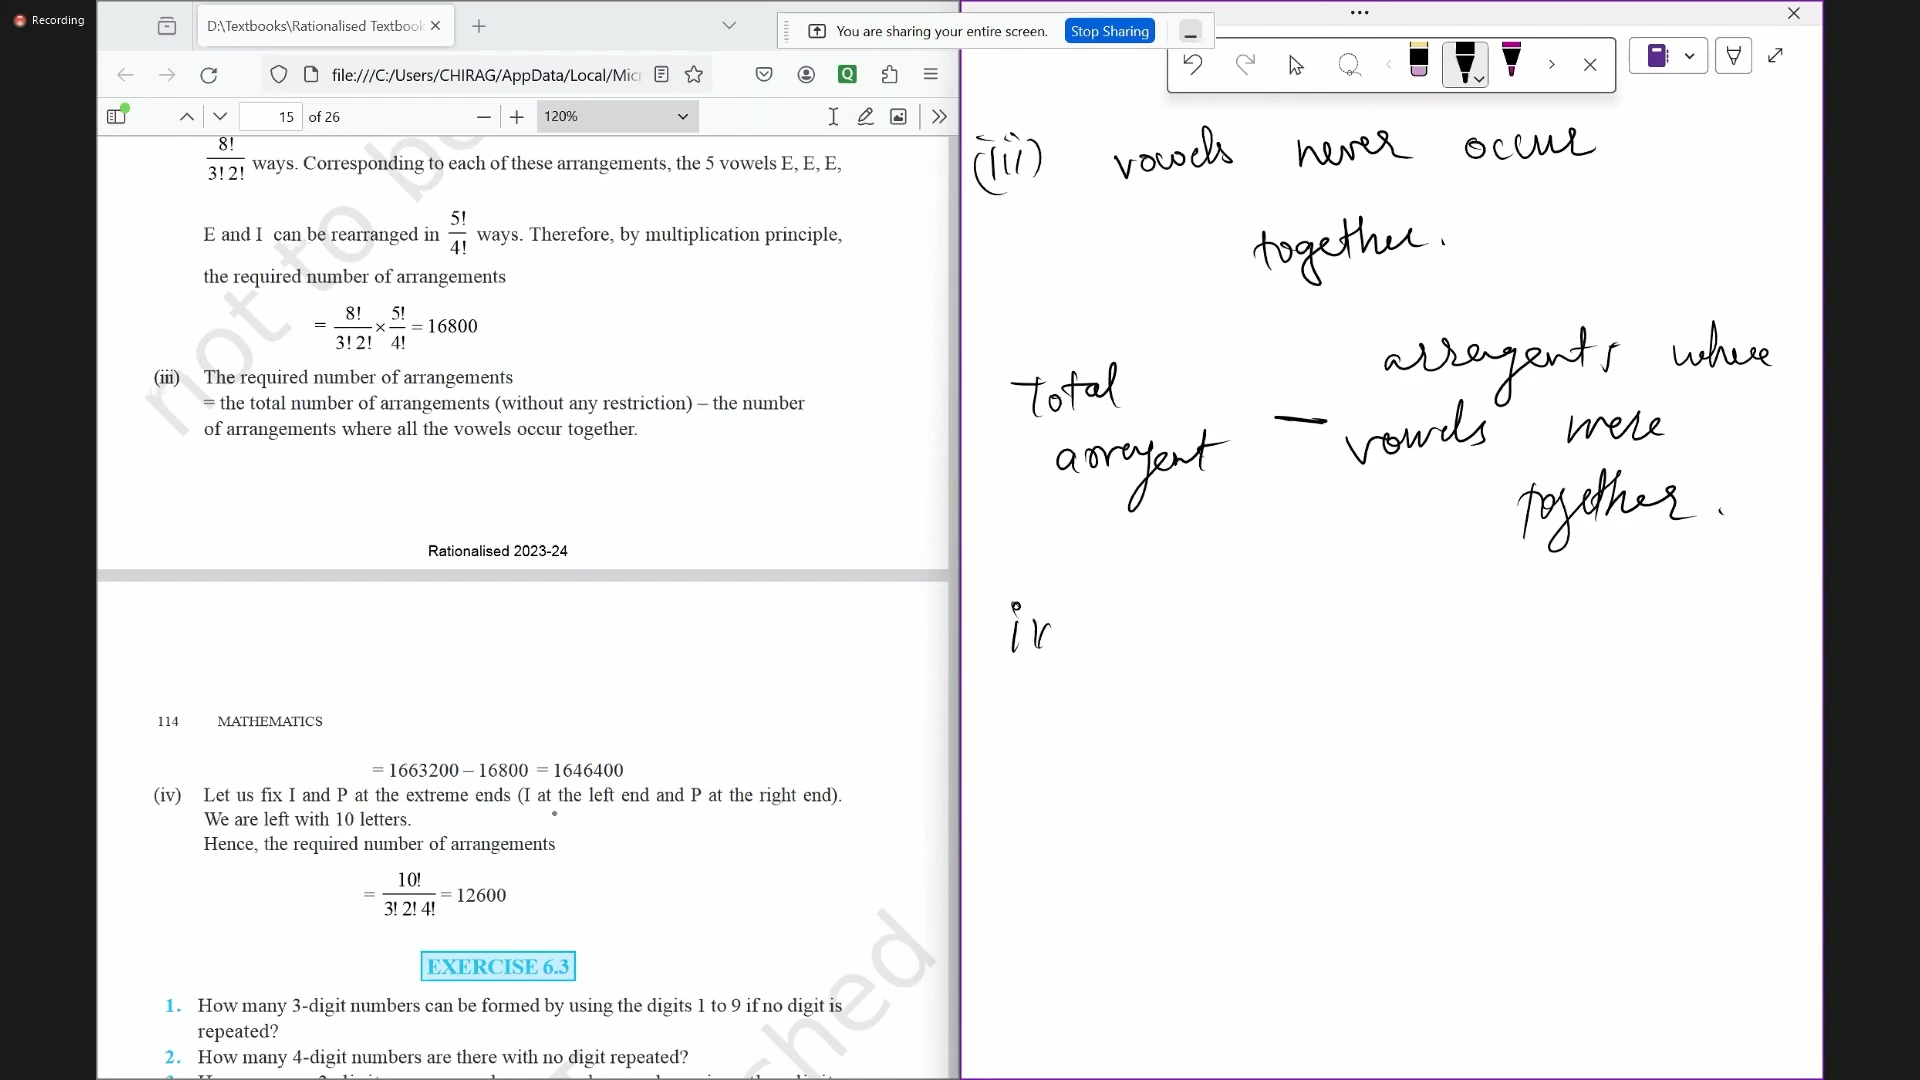 Recording
D:\Textbooks\Rationalised Textbook
You are sharing your entire screen.
Stop Sharing
file:///C:/Users/CHIRAG/AppData/Local/Micr
15 of 26
120%
8!
3! 2! ways. Corresponding to each of these arrangements, the 5 vowels E, E, E,
E and I can be rearranged in 5!/4! ways. Therefore, by multiplication principle,
the required number of arrangements
= 8!/3! 2! × 5!/4! = 16800
(iii) The required number of arrangements
= the total number of arrangements (without any restriction) – the number
of arrangements where all the vowels occur together.
Rationalised 2023-24
not to be
114 MATHEMATICS
= 1663200 – 16800 = 1646400
(iv) Let us fix I and P at the extreme ends (I at the left end and P at the right end).
We are left with 10 letters.
Hence, the required number of arrangements
= 10!/3! 2! 4! = 12600
EXERCISE 6.3
1. How many 3-digit numbers can be formed by using the digits 1 to 9 if no digit is
repeated?
2. How many 4-digit numbers are there with no digit repeated?
shed
(iii) vowels never occur
together.
total
arragent
— arragents where
vowels were
together.
iv